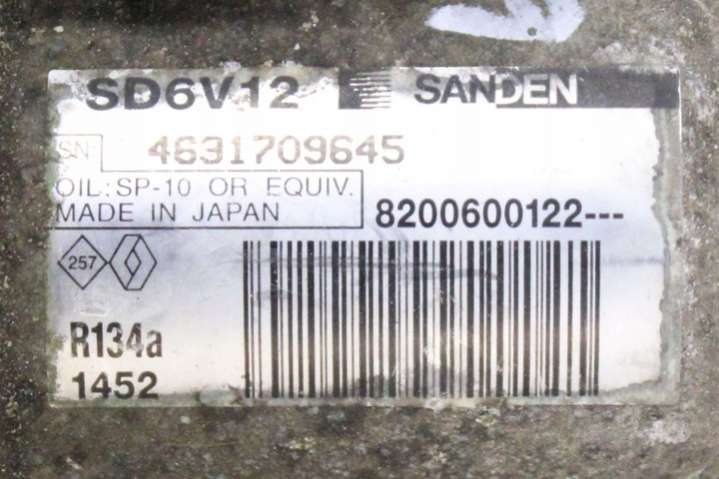 SD6V12 SANDEN
SN: 4631709645
OIL: SP-10 OR EQUIV.
MADE IN JAPAN
8200600122---
257
R134a
1452